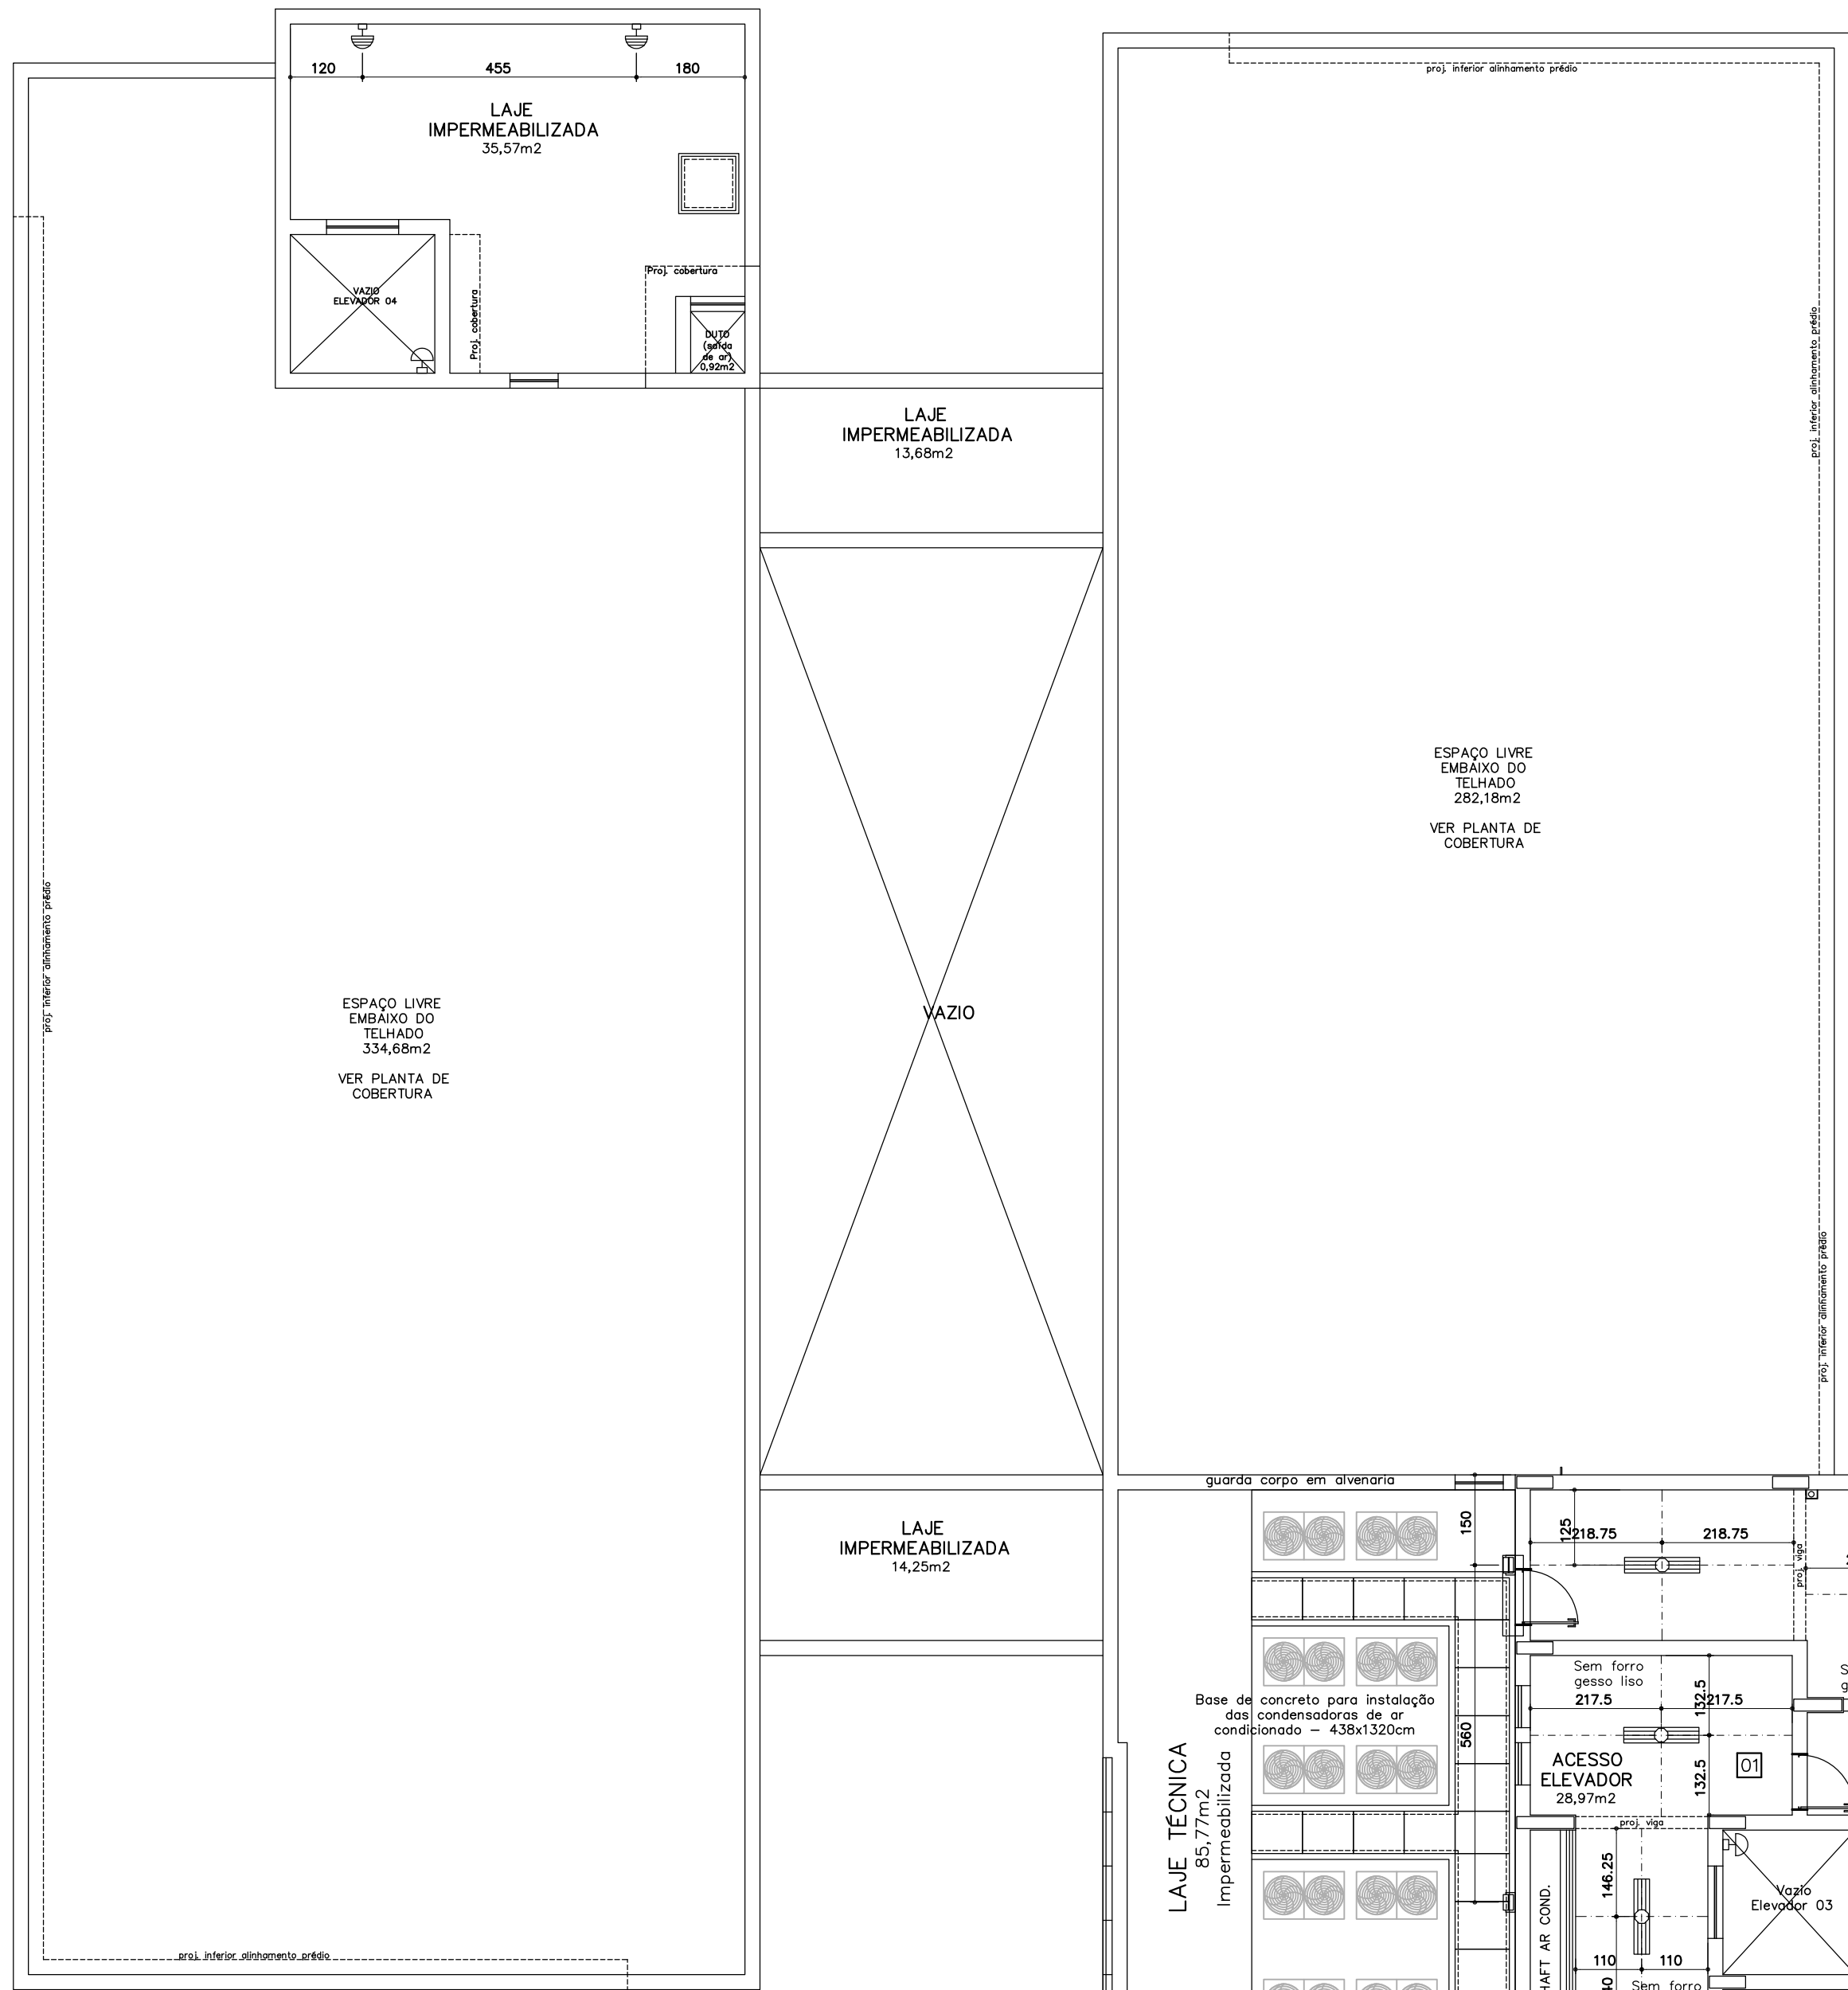 120
455
180
LAJE
IMPERMEABILIZADA
35,57m2
VAZIO
ELEVADOR 04
Proj. cobertura
Proj. cobertura
DUTO
(saída
de ar)
0,92m2
LAJE
IMPERMEABILIZADA
13,68m2
proj. inferior alinhamento prédio
proj. inferior alinhamento prédio
proj. inferior alinhamento prédio
ESPAÇO LIVRE
EMBAIXO DO
TELHADO
282,18m2
VER PLANTA DE
COBERTURA
proj. inferior alinhamento prédio
ESPAÇO LIVRE
EMBAIXO DO
TELHADO
334,68m2
VER PLANTA DE
COBERTURA
VAZIO
proj. inferior alinhamento prédio
LAJE
IMPERMEABILIZADA
14,25m2
guarda corpo em alvenaria
150
125
218.75
218.75
proj. viga
Sem forro
gesso liso
217.5
132.5
217.5
Base de concreto para instalação
das condensadoras de ar
condicionado – 438x1320cm
560
LAJE TÉCNICA
85,77m2
Impermeabilizada
ACESSO
ELEVADOR
28,97m2
01
132.5
proj. viga
146.25
Vazio
Elevador 03
HAFT AR COND.
110
110
40
Sem forro